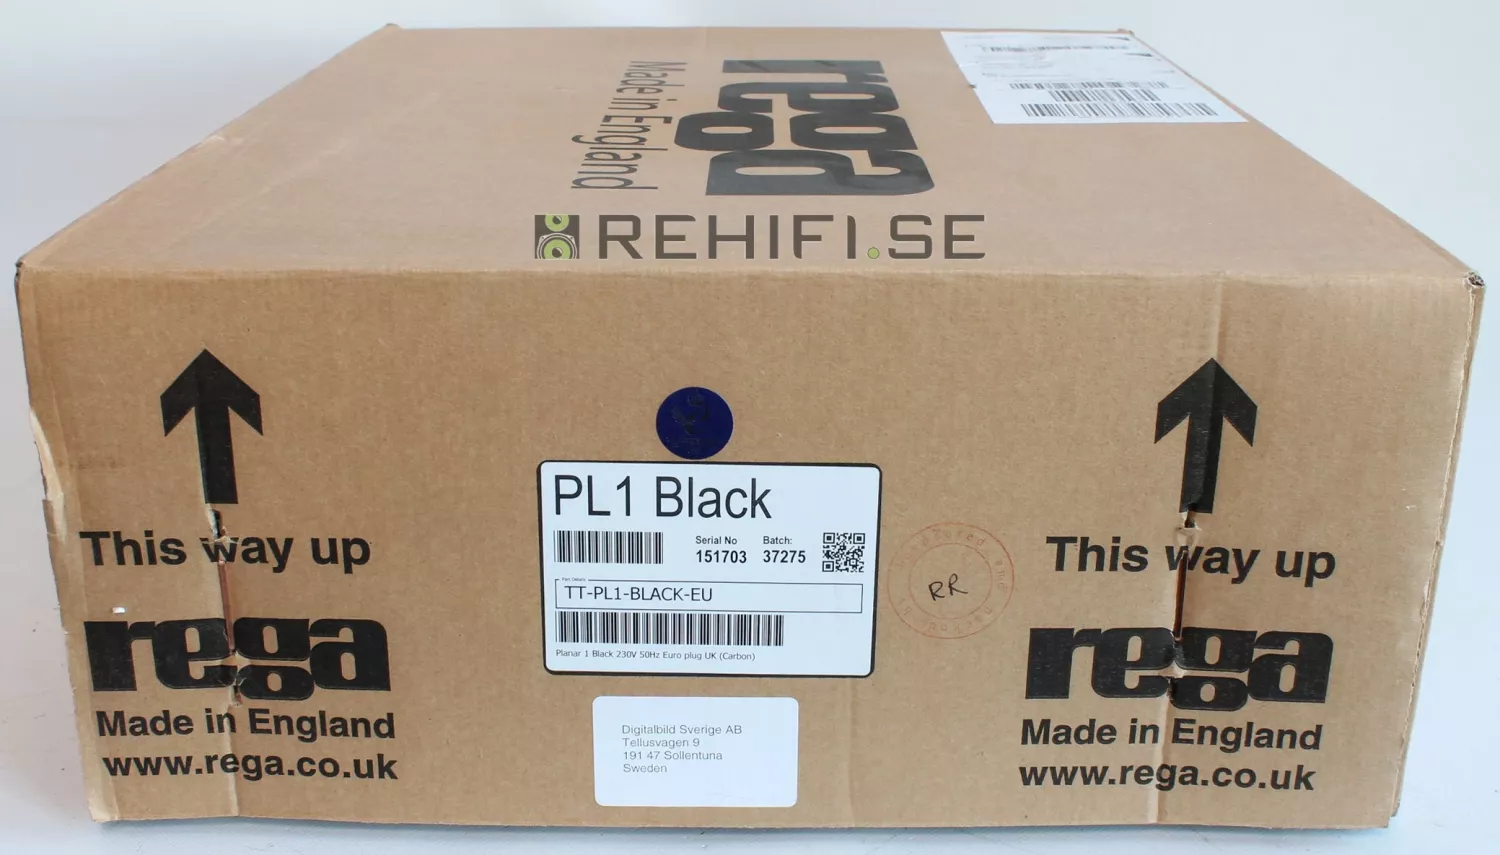 rega
Made in England
REHIFI.SE
This way up
rega
Made in England
www.rega.co.uk
PL1 Black
Serial No
151703
Batch:
37275
Part Details
TT-PL1-BLACK-EU
Planar 1 Black 230V 50Hz Euro plug UK (Carbon)
RR
Digitalbild Sverige AB
Tellusvagen 9
191 47 Sollentuna
Sweden
This way up
rega
Made in England
www.rega.co.uk